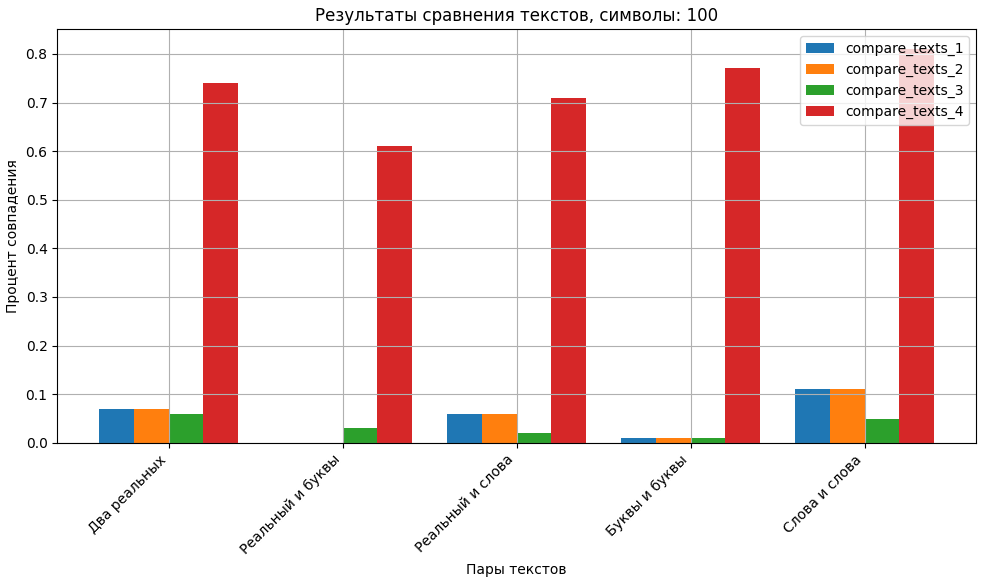 Результаты сравнения текстов, символы: 100
compare_texts_1
compare_texts_2
compare_texts_3
compare_texts_4
Процент совпадения
0.8
0.7
0.6
0.5
0.4
0.3
0.2
0.1
0.0
Два реальных
Реальный и буквы
Реальный и слова
Буквы и буквы
Слова и слова
Пары текстов